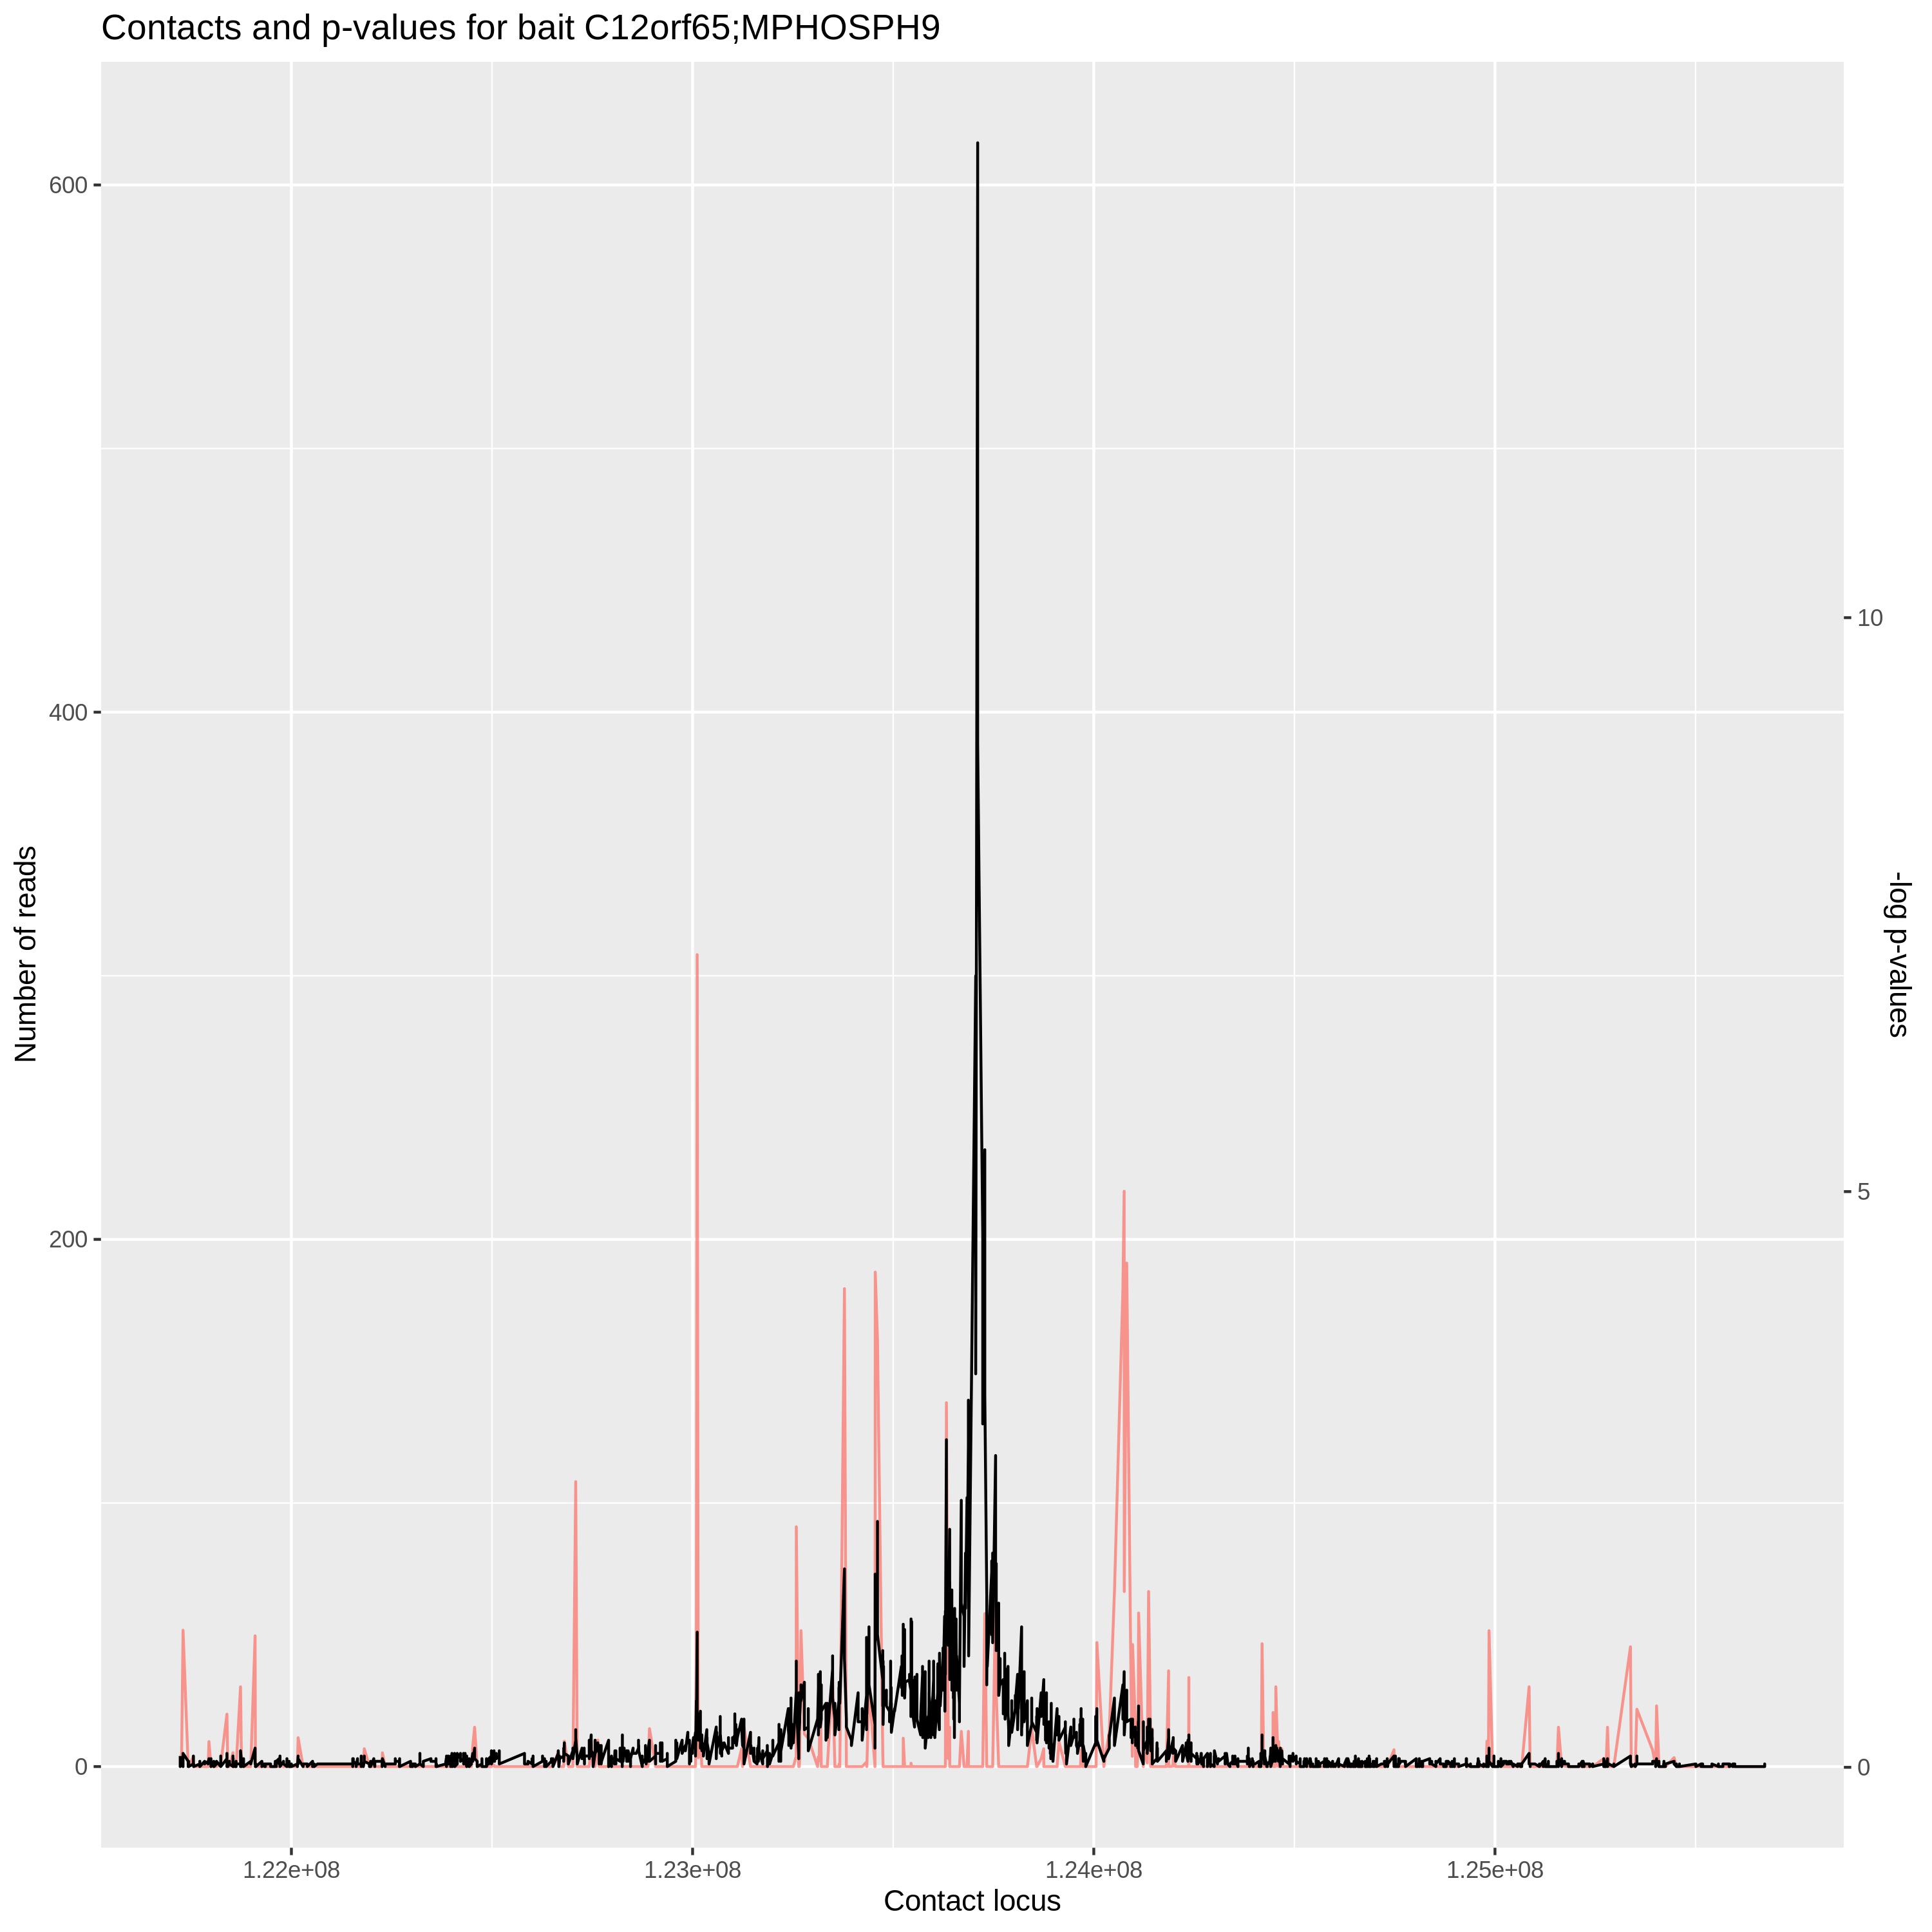 Contacts and p-values for bait C12orf65;MPHOSPH9
600
400
200
0
Number of reads
10
5
0
-log p-values
1.22e+08
1.23e+08
1.24e+08
1.25e+08
Contact locus